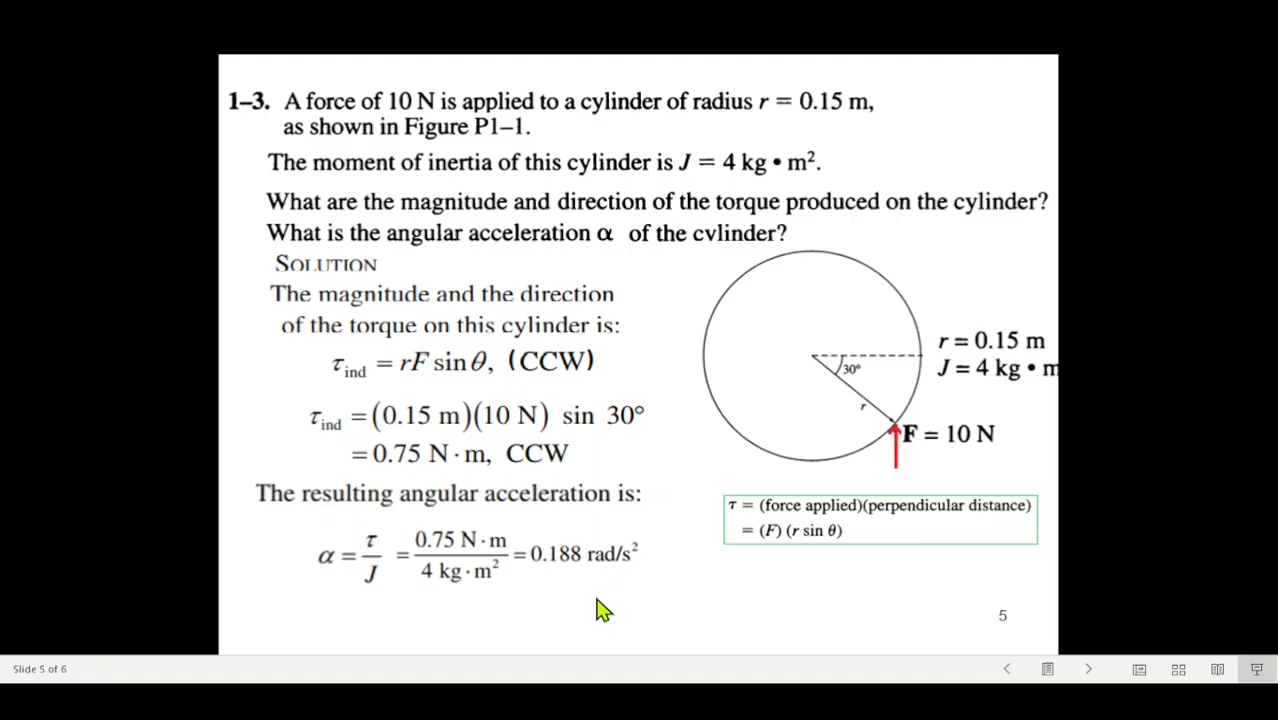 1–3. A force of 10 N is applied to a cylinder of radius r = 0.15 m,
as shown in Figure P1–1.
The moment of inertia of this cylinder is J = 4 kg • m².
What are the magnitude and direction of the torque produced on the cylinder?
What is the angular acceleration α of the cylinder?
SOLUTION
The magnitude and the direction
of the torque on this cylinder is:
τind = rF sin θ, (CCW)
τind = (0.15 m)(10 N) sin 30°
= 0.75 N·m, CCW
The resulting angular acceleration is:
α = τ/J = 0.75 N·m / 4 kg·m² = 0.188 rad/s²
r = 0.15 m
J = 4 kg • m
30°
r
F = 10 N
τ = (force applied)(perpendicular distance)
= (F) (r sin θ)
5
Slide 5 of 6